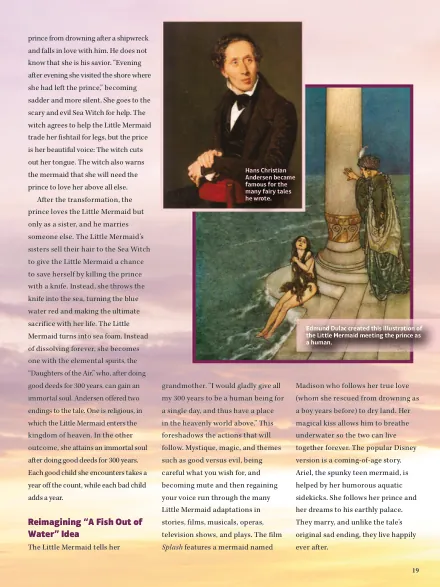 prince from drowning after a shipwreck
and falls in love with him. He does not
know that she is his savior. “Evening
after evening she visited the shore where
she had left the prince,” becoming
sadder and more silent. She goes to the
scary and evil Sea Witch for help. The
witch agrees to help the Little Mermaid
trade her fishtail for legs, but the price
is her beautiful voice: The witch cuts
out her tongue. The witch also warns
the mermaid that she will need the
prince to love her above all else.
After the transformation, the
prince loves the Little Mermaid but
only as a sister, and he marries
someone else. The Little Mermaid’s
sisters sell their hair to the Sea Witch
to give the Little Mermaid a chance
to save herself by killing the prince
with a knife. Instead, she throws the
knife into the sea, turning the blue
water red and making the ultimate
sacrifice with her life. The Little
Mermaid turns into sea foam. Instead
of dissolving forever, she becomes
one with the elemental spirits, the
“Daughters of the Air,” who, after doing
good deeds for 300 years, can gain an
immortal soul. Andersen offered two
endings to the tale. One is religious, in
which the Little Mermaid enters the
kingdom of heaven. In the other
outcome, she attains an immortal soul
after doing good deeds for 300 years.
Each good child she encounters takes a
year off the count, while each bad child
adds a year.
Reimagining “A Fish Out of
Water” Idea
The Little Mermaid tells her
grandmother, “I would gladly give all
my 300 years to be a human being for
a single day, and thus have a place
in the heavenly world above.” This
foreshadows the actions that will
follow. Mystique, magic, and themes
such as good versus evil, being
careful what you wish for, and
becoming mute and then regaining
your voice run through the many
Little Mermaid adaptations in
stories, films, musicals, operas,
television shows, and plays. The film
Splash features a mermaid named
Madison who follows her true love
(whom she rescued from drowning as
a boy years before) to dry land. Her
magical kiss allows him to breathe
underwater so the two can live
together forever. The popular Disney
version is a coming-of-age story.
Ariel, the spunky teen mermaid, is
helped by her humorous aquatic
sidekicks. She follows her prince and
her dreams to his earthly palace.
They marry, and unlike the tale’s
original sad ending, they live happily
ever after.
Hans Christian
Andersen became
famous for the
many fairy tales
he wrote.
Edmund Dulac created this illustration of
the Little Mermaid meeting the prince as
a human.
19